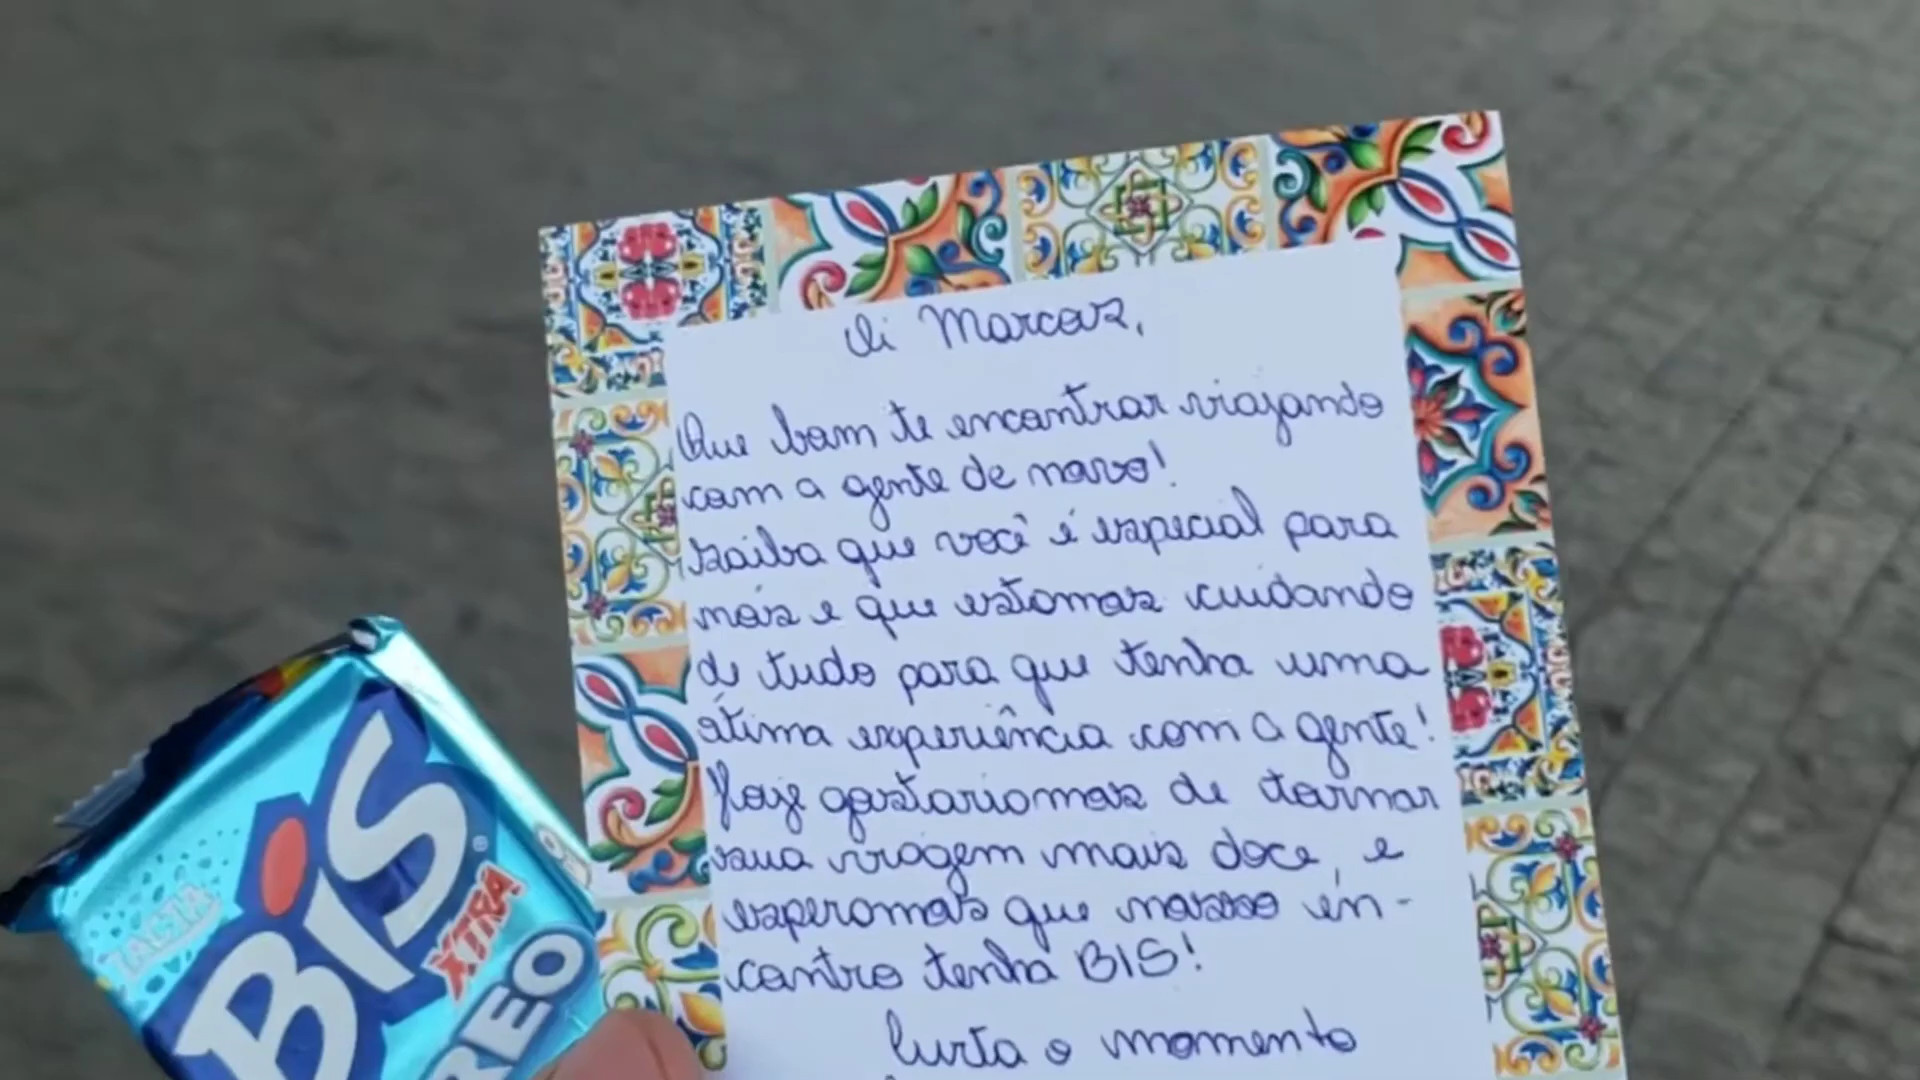 Oi Marcos,
Que bom te encontrar viajando
com a gente de novo!
Saiba que você é especial para
nós e que estamos cuidando
de tudo para que tenha uma
ótima experiência com a gente!
Hoje gostaríamos de tornar
sua viagem mais doce, e
esperamos que nosso en-
contro tenha BIS!
Curta o momento
LACTA
BIS
XTRA
REO